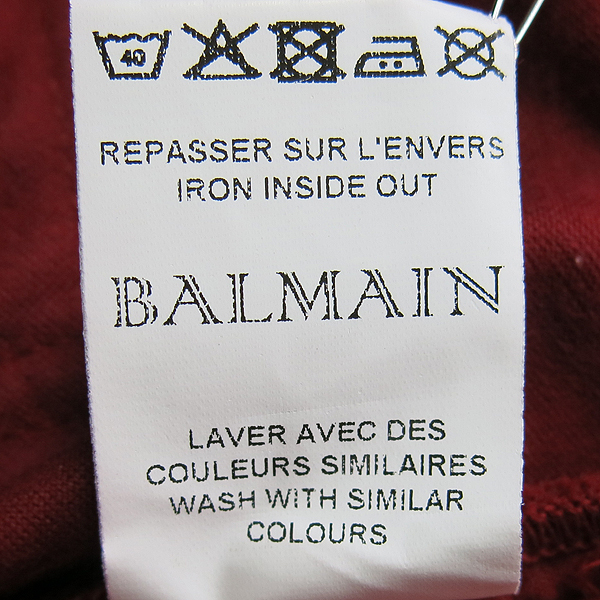 40
REPASSER SUR L'ENVERS
IRON INSIDE OUT
BALMAIN
LAVER AVEC DES
COULEURS SIMILAIRES
WASH WITH SIMILAR
COLOURS